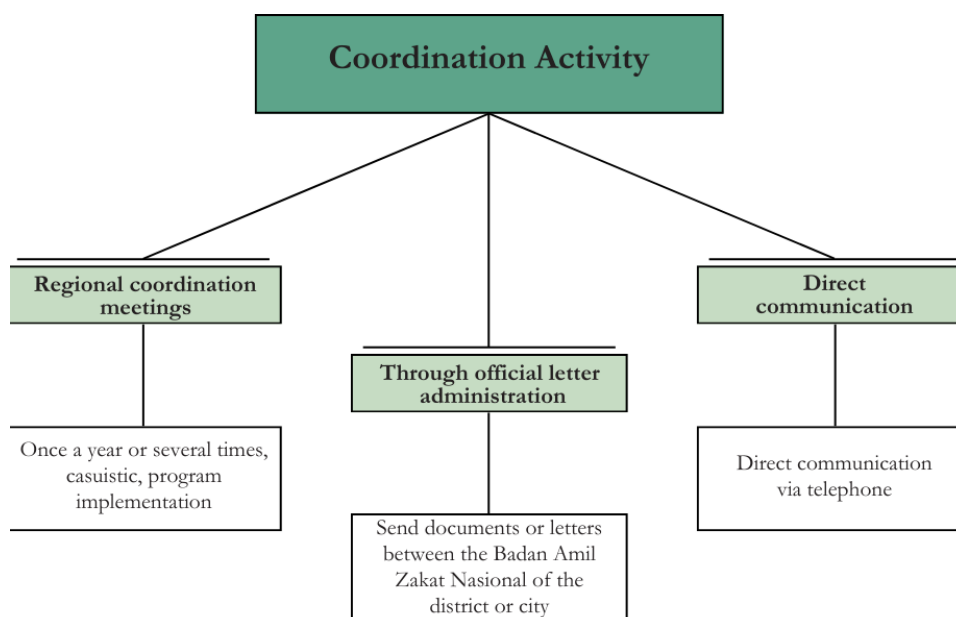 Coordination Activity
Regional coordination
meetings
Once a year or several times,
casuistic, program
implementation
Through official letter
administration
Send documents or letters
between the Badan Amil
Zakat Nasional of the
district or city
Direct
communication
Direct communication
via telephone